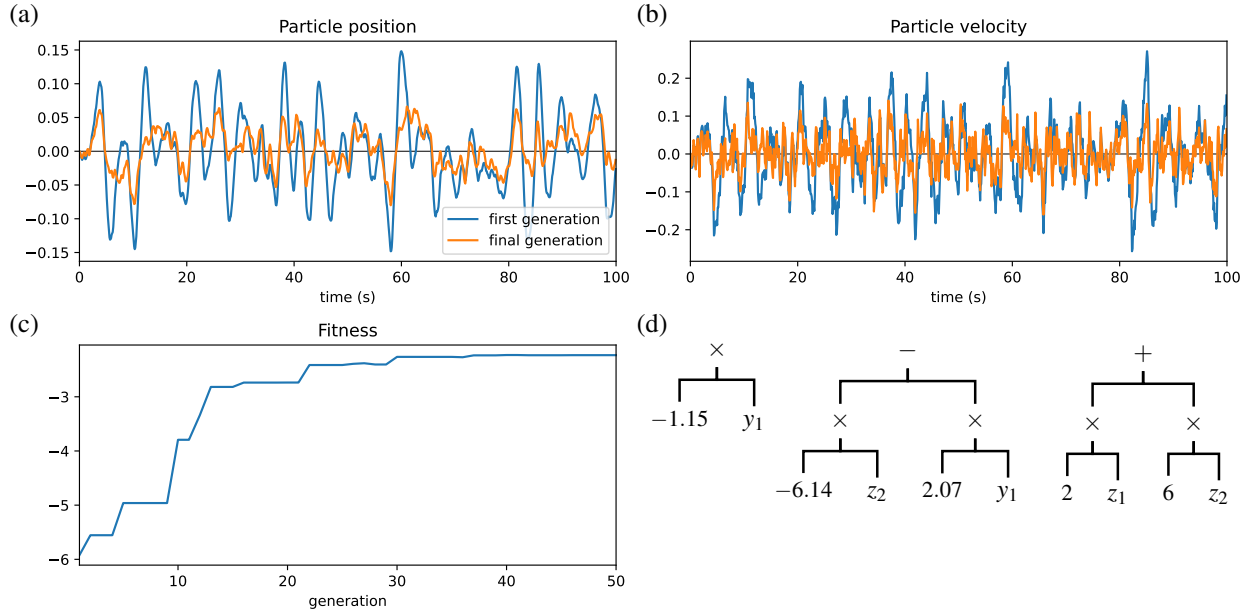 (a)
Particle position
0.15
0.10
0.05
0.00
−0.05
−0.10
−0.15
first generation
final generation
0 20 40 60 80 100
time (s)
(b)
Particle velocity
0.2
0.1
0.0
−0.1
−0.2
0 20 40 60 80 100
time (s)
(c)
Fitness
−3
−4
−5
−6
10 20 30 40 50
generation
(d)
× − +
−1.15 y₁ × × × ×
−6.14 z₂ 2.07 y₁ 2 z₁ 6 z₂